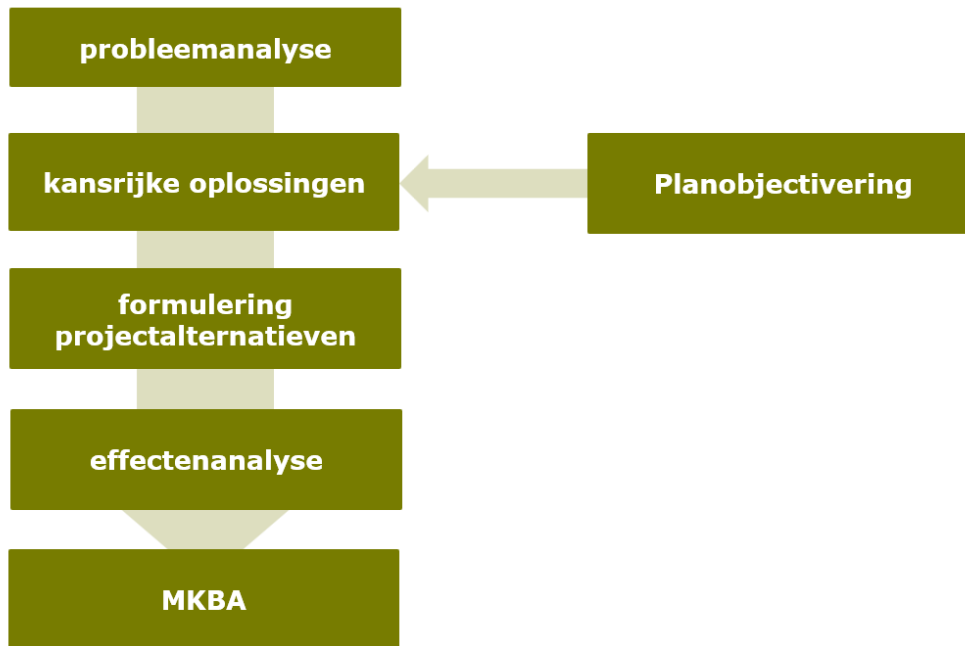 probleemanalyse
kansrijke oplossingen
Planobjectivering
formulering
projectalternatieven
effectenanalyse
MKBA